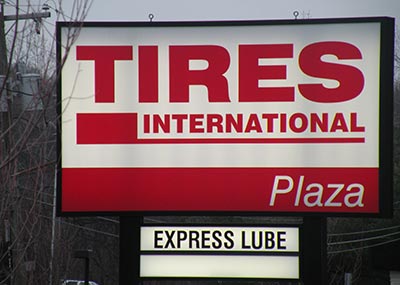 TIRES
INTERNATIONAL
Plaza
EXPRESS LUBE